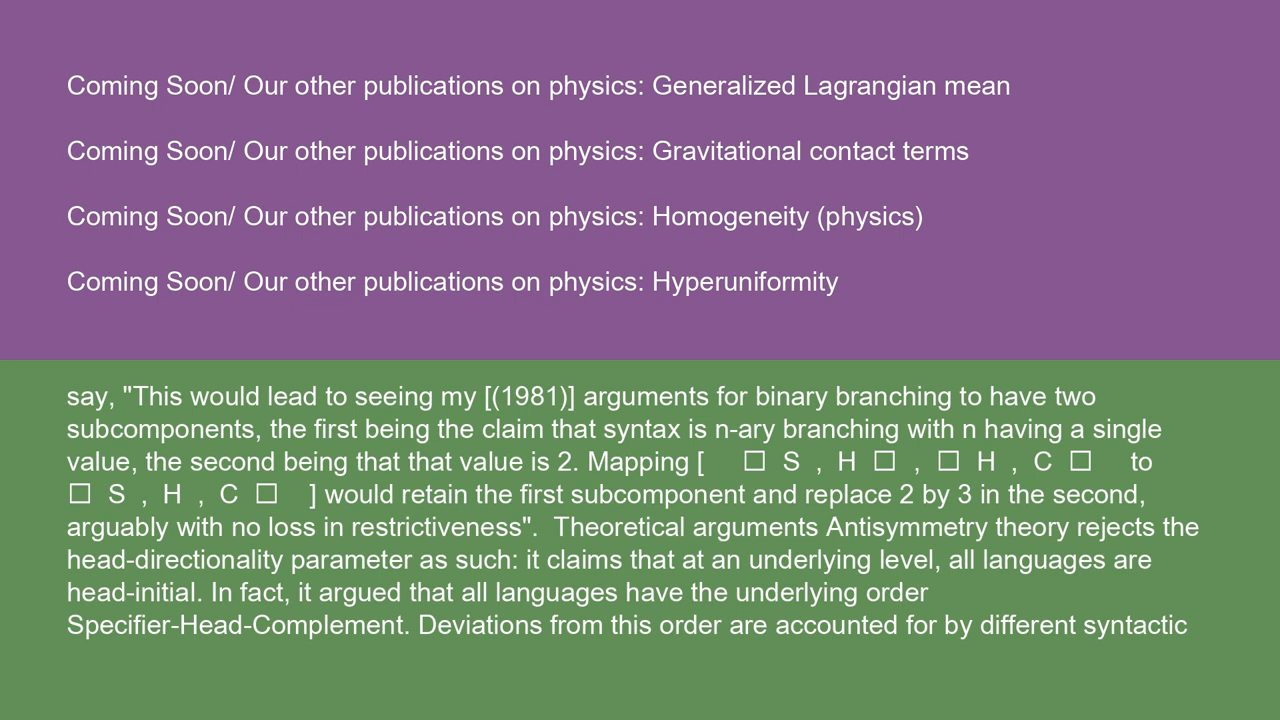 Coming Soon/ Our other publications on physics: Generalized Lagrangian mean
Coming Soon/ Our other publications on physics: Gravitational contact terms
Coming Soon/ Our other publications on physics: Homogeneity (physics)
Coming Soon/ Our other publications on physics: Hyperuniformity
say, "This would lead to seeing my [(1981)] arguments for binary branching to have two
subcomponents, the first being the claim that syntax is n-ary branching with n having a single
value, the second being that that value is 2. Mapping [ □ S , H □ , □ H , C □ to
□ S , H , C □ ] would retain the first subcomponent and replace 2 by 3 in the second,
arguably with no loss in restrictiveness". Theoretical arguments Antisymmetry theory rejects the
head-directionality parameter as such: it claims that at an underlying level, all languages are
head-initial. In fact, it argued that all languages have the underlying order
Specifier-Head-Complement. Deviations from this order are accounted for by different syntactic